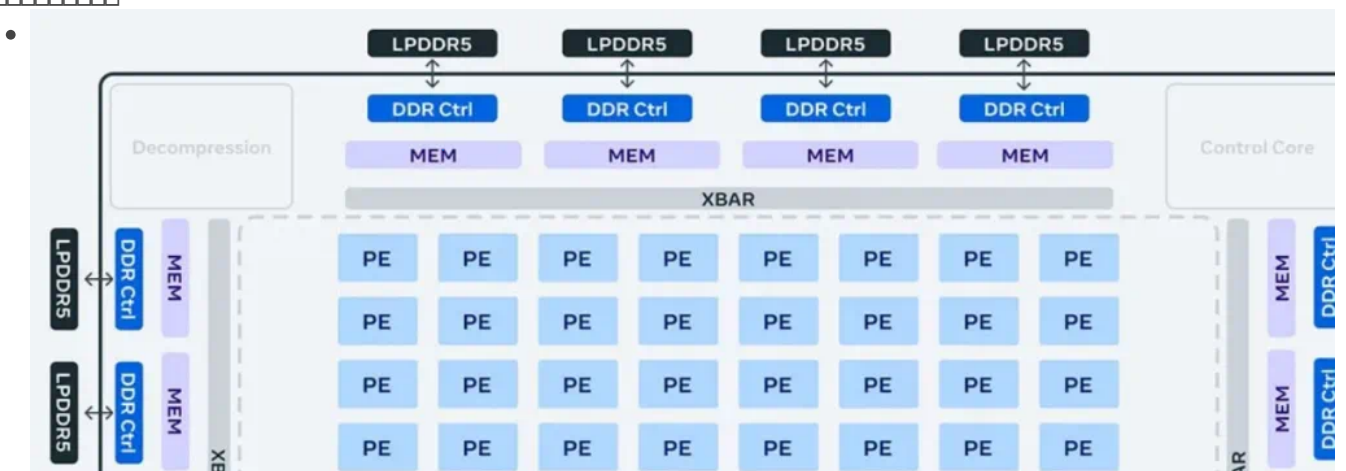 LPDDR5 LPDDR5 LPDDR5 LPDDR5
DDR Ctrl DDR Ctrl DDR Ctrl DDR Ctrl
Decompression
MEM MEM MEM MEM
Control Core
XBAR
LPDDR5 DDR Ctrl MEM
PE PE PE PE PE PE PE PE
MEM DDR Ctrl
PE PE PE PE PE PE PE PE
LPDDR5 DDR Ctrl MEM
PE PE PE PE PE PE PE PE
MEM DDR Ctrl
PE PE PE PE PE PE PE PE
XB
AR